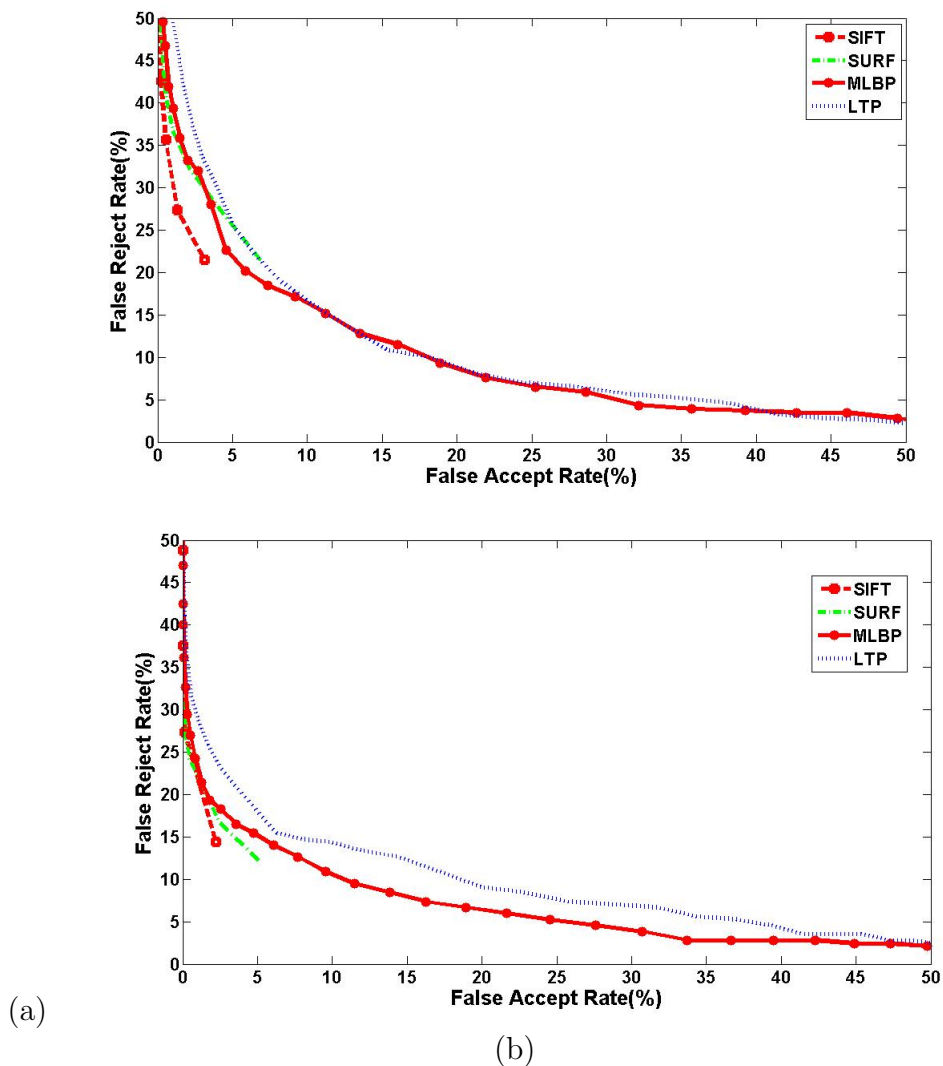 50
45
40
35
30
25
20
15
10
5
0
False Reject Rate(%)
SIFT
SURF
MLBP
LTP
0 5 10 15 20 25 30 35 40 45 50
False Accept Rate(%)
50
45
40
35
30
25
20
15
10
5
0
False Reject Rate(%)
SIFT
SURF
MLBP
LTP
0 5 10 15 20 25 30 35 40 45 50
False Accept Rate(%)
(a)
(b)